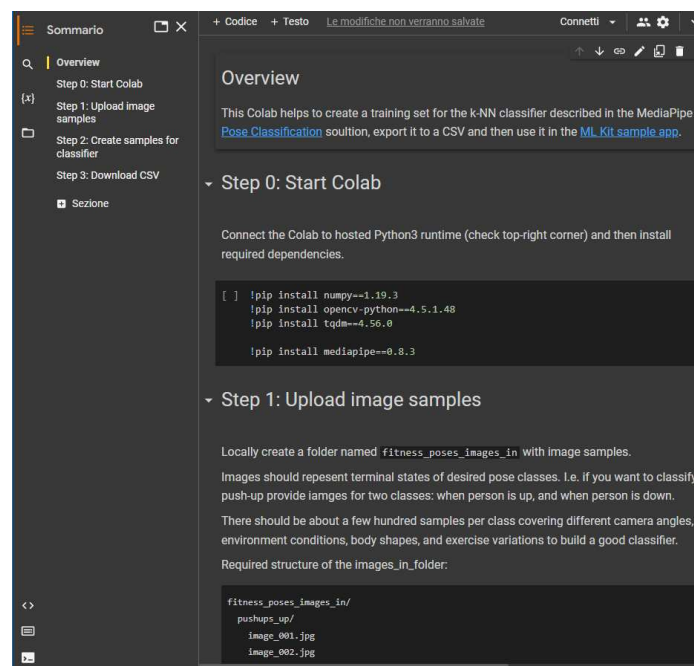 Sommario
Overview
Step 0: Start Colab
Step 1: Upload image
samples
Step 2: Create samples for
classifier
Step 3: Download CSV
Sezione
{x}
+ Codice + Testo Le modifiche non verranno salvate Connetti
Overview
This Colab helps to create a training set for the k-NN classifier described in the MediaPipe
Pose Classification soultion, export it to a CSV and then use it in the ML Kit sample app.
Step 0: Start Colab
Connect the Colab to hosted Python3 runtime (check top-right corner) and then install
required dependencies.
[ ] !pip install numpy==1.19.3
!pip install opencv-python==4.5.1.48
!pip install tqdm==4.56.0
!pip install mediapipe==0.8.3
Step 1: Upload image samples
Locally create a folder named fitness_poses_images_in with image samples.
Images should repesent terminal states of desired pose classes. I.e. if you want to classify
push-up provide iamges for two classes: when person is up, and when person is down.
There should be about a few hundred samples per class covering different camera angles,
environment conditions, body shapes, and exercise variations to build a good classifier.
Required structure of the images_in_folder:
fitness_poses_images_in/
pushups_up/
image_001.jpg
image_002.jpg